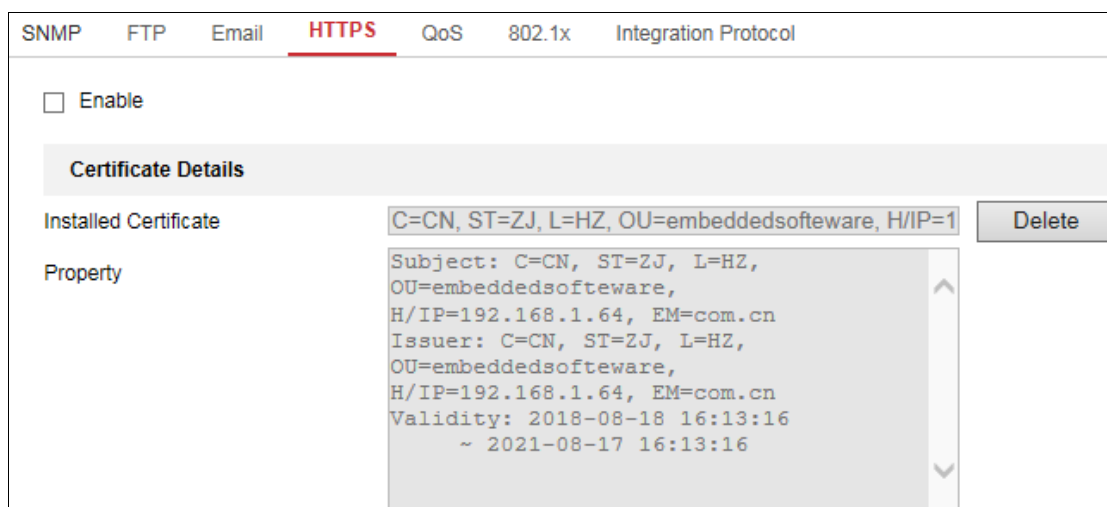 SNMP FTP Email HTTPS QoS 802.1x Integration Protocol
Enable
Certificate Details
Installed Certificate C=CN, ST=ZJ, L=HZ, OU=embeddedsofteware, H/IP=1 Delete
Property
Subject: C=CN, ST=ZJ, L=HZ,
OU=embeddedsofteware,
H/IP=192.168.1.64, EM=com.cn
Issuer: C=CN, ST=ZJ, L=HZ,
OU=embeddedsofteware,
H/IP=192.168.1.64, EM=com.cn
Validity: 2018-08-18 16:13:16
~ 2021-08-17 16:13:16